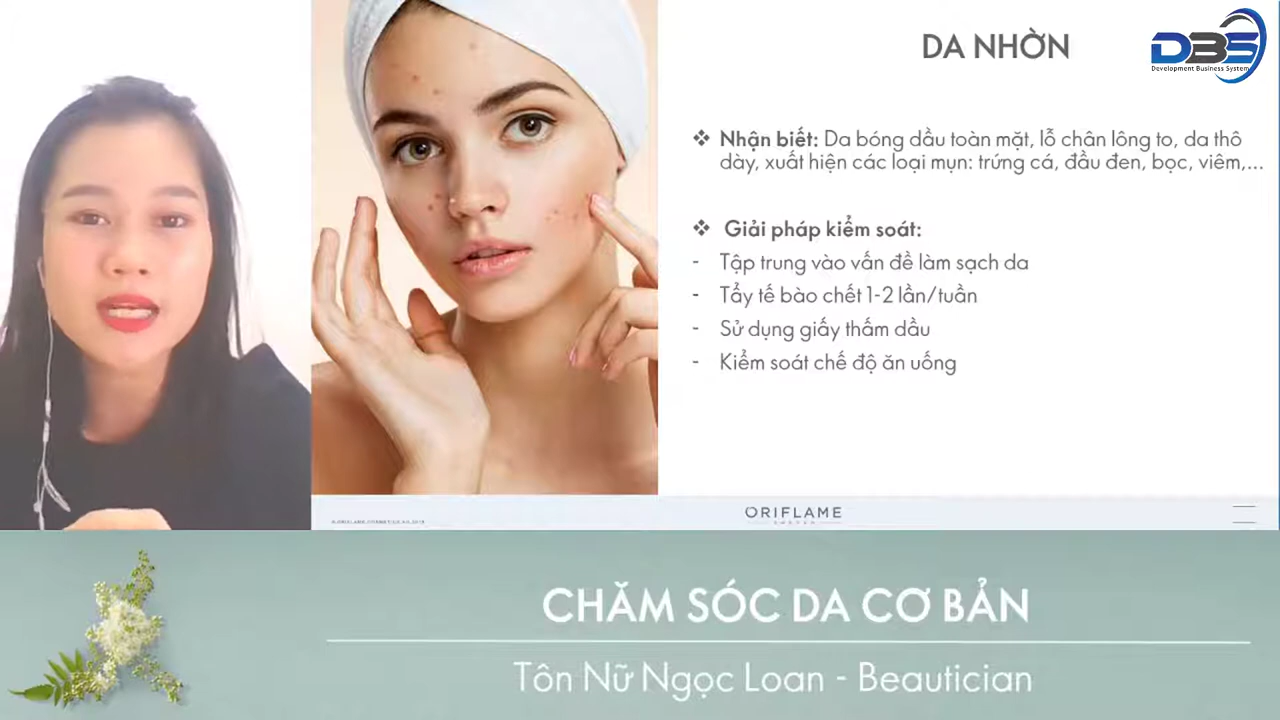 DA NHỜN
DBS
Development Business System
❖ Nhận biết: Da bóng dầu toàn mặt, lỗ chân lông to, da thô
dày, xuất hiện các loại mụn: trứng cá, đầu đen, bọc, viêm,...
❖ Giải pháp kiểm soát:
- Tập trung vào vấn đề làm sạch da
- Tẩy tế bào chết 1-2 lần/tuần
- Sử dụng giấy thấm dầu
- Kiểm soát chế độ ăn uống
ORIFLAME
SWEDEN
CHĂM SÓC DA CƠ BẢN
Tôn Nữ Ngọc Loan - Beautician